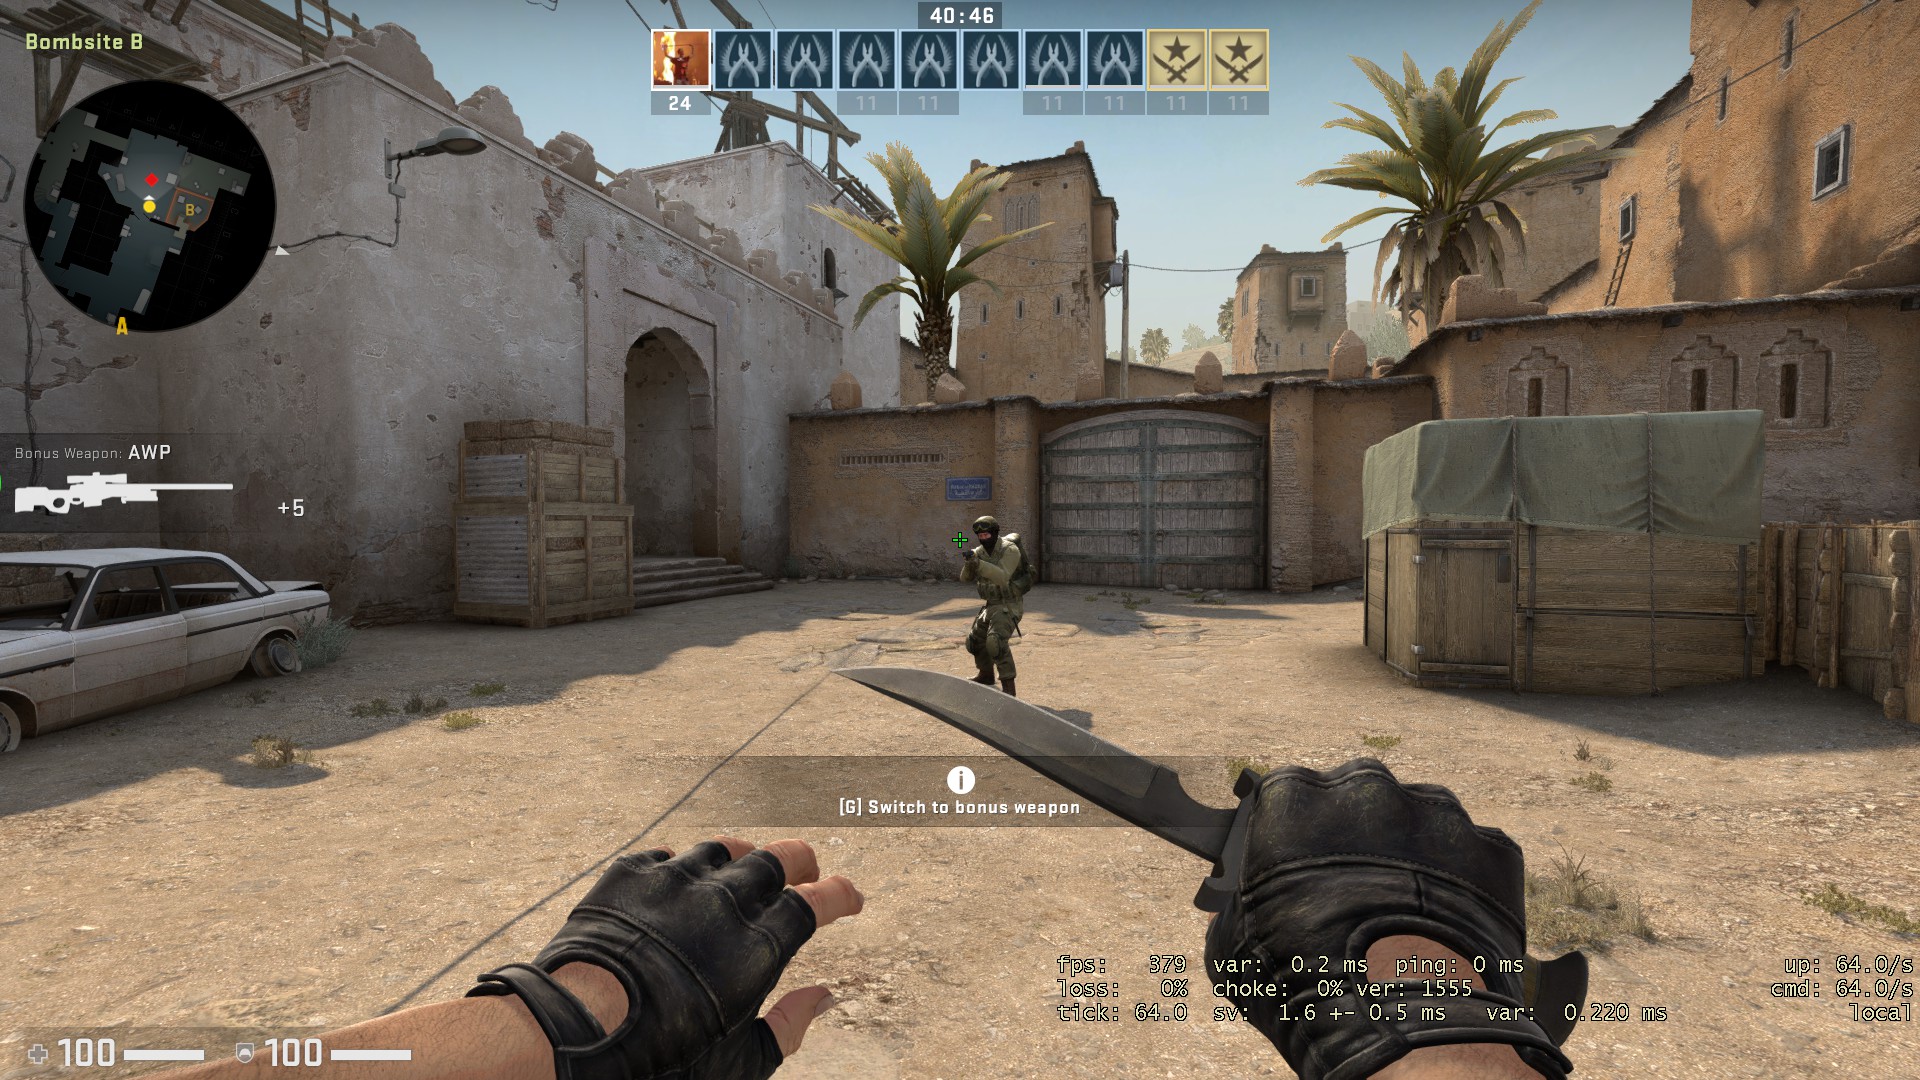 40:46
Bombsite B
24
11 11 11 11 11 11
B
A
Bonus Weapon: AWP
+5
[G] Switch to bonus weapon
fps: 379 var: 0.2 ms ping: 0 ms up: 64.0/s
loss: 0% choke: 0% ver: 1555 cmd: 64.0/s
tick: 64.0 sv: 1.6 +- 0.5 ms var: 0.220 ms local
100 100